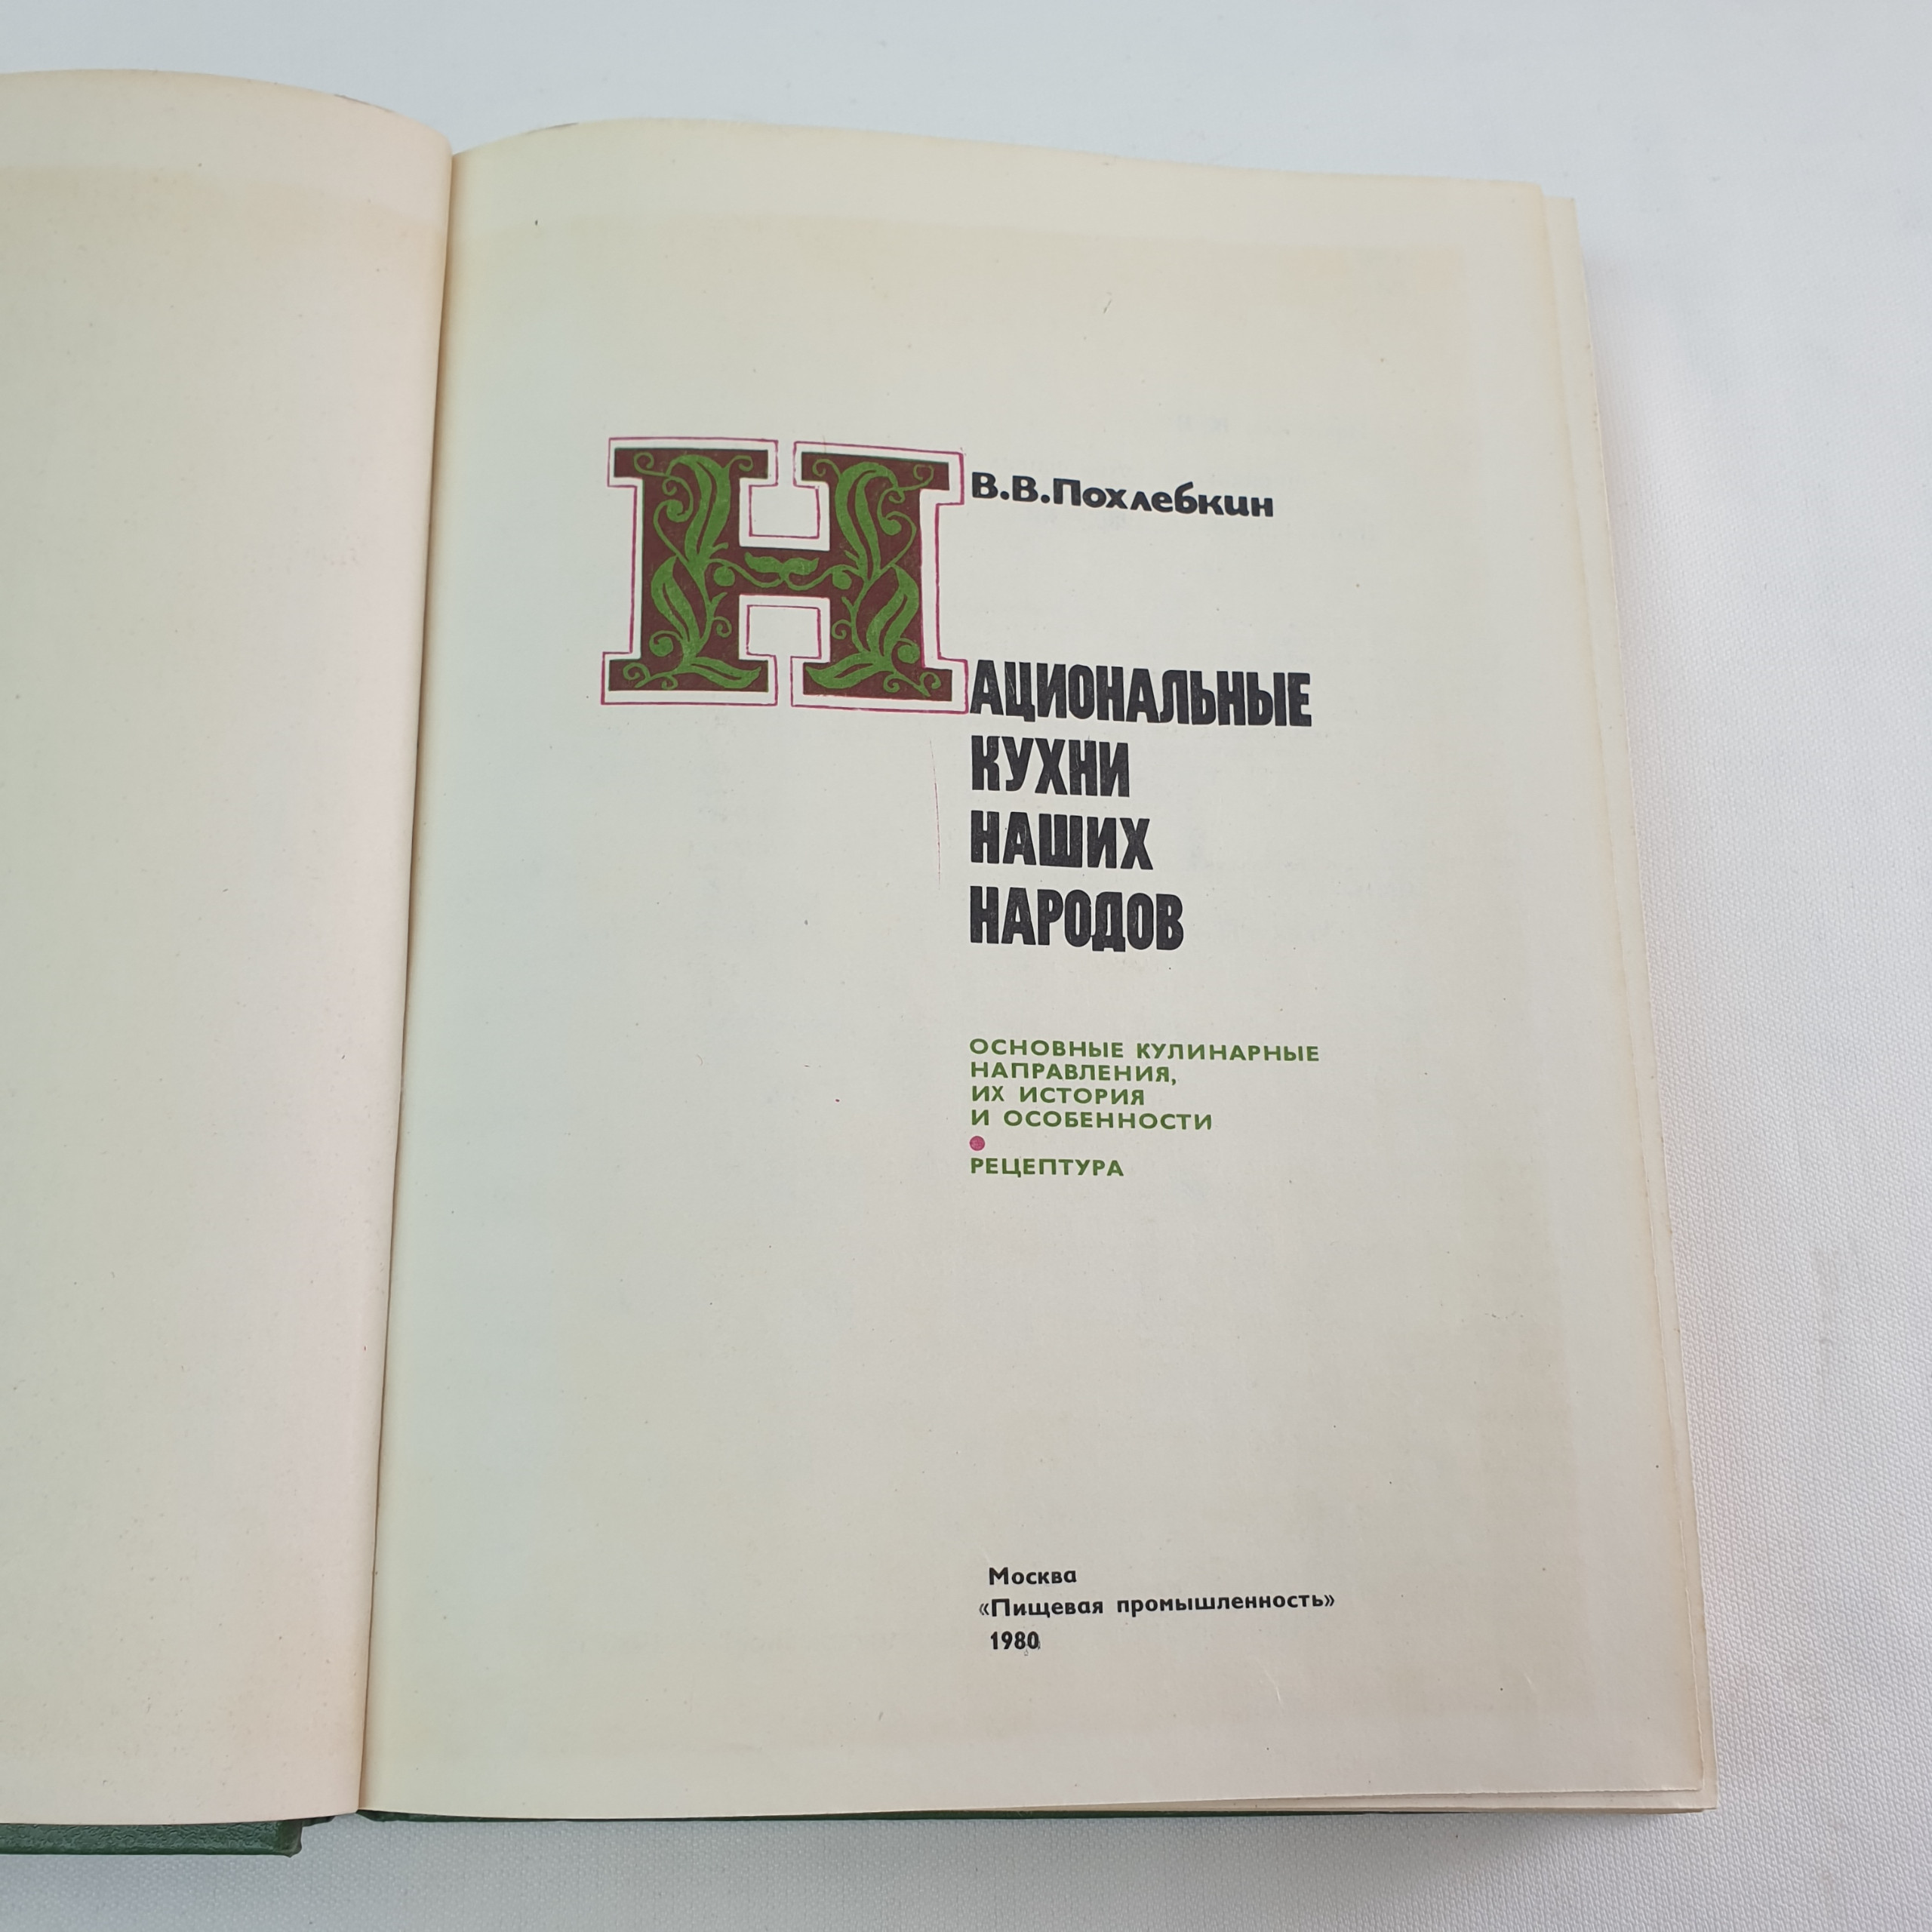 В.В.Похлебкин
НАЦИОНАЛЬНЫЕ
КУХНИ
НАШИХ
НАРОДОВ
ОСНОВНЫЕ КУЛИНАРНЫЕ
НАПРАВЛЕНИЯ,
ИХ ИСТОРИЯ
И ОСОБЕННОСТИ
РЕЦЕПТУРА
Москва
«Пищевая промышленность»
1980